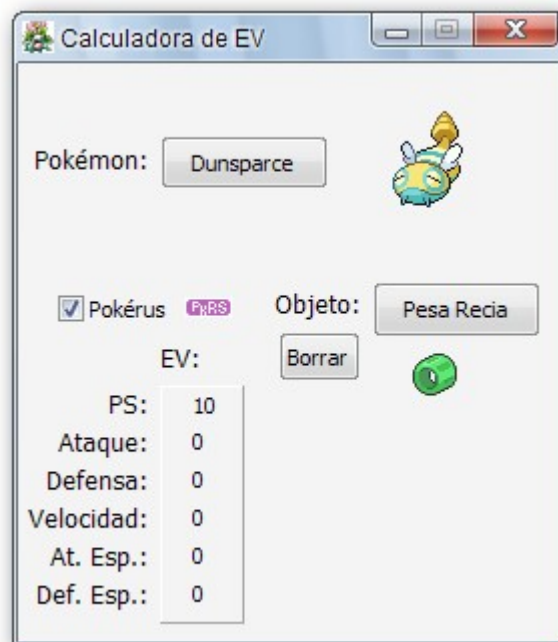 Calculadora de EV
Pokémon: Dunsparce
Pokérus PKRS Objeto: Pesa Recia
EV: Borrar
PS: 10
Ataque: 0
Defensa: 0
Velocidad: 0
At. Esp.: 0
Def. Esp.: 0